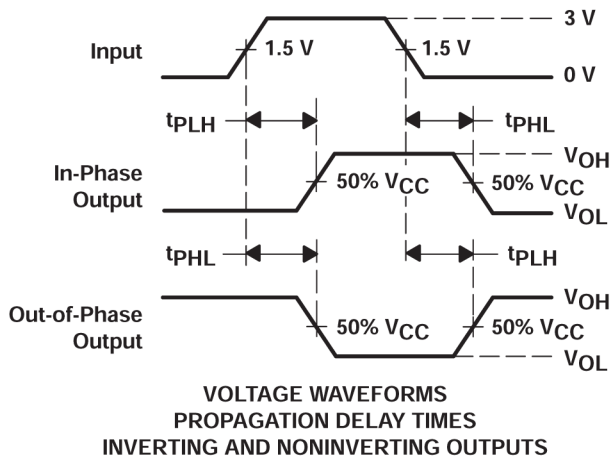 3 V
Input
1.5 V
1.5 V
0 V
tPLH
tPHL
In-Phase
Output
VOH
50% VCC
50% VCC
VOL
tPHL
tPLH
Out-of-Phase
Output
VOH
50% VCC
50% VCC
VOL
VOLTAGE WAVEFORMS
PROPAGATION DELAY TIMES
INVERTING AND NONINVERTING OUTPUTS